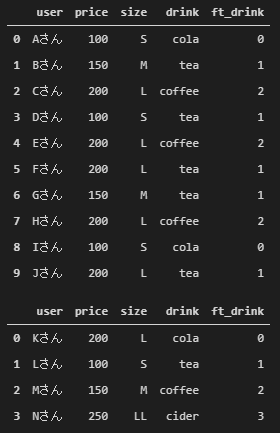 user price size drink ft_drink
0 Aさん 100 S cola 0
1 Bさん 150 M tea 1
2 Cさん 200 L coffee 2
3 Dさん 100 S tea 1
4 Eさん 200 L coffee 2
5 Fさん 200 L tea 1
6 Gさん 150 M tea 1
7 Hさん 200 L coffee 2
8 Iさん 100 S cola 0
9 Jさん 200 L tea 1
user price size drink ft_drink
0 Kさん 200 L cola 0
1 Lさん 100 S tea 1
2 Mさん 150 M coffee 2
3 Nさん 250 LL cider 3